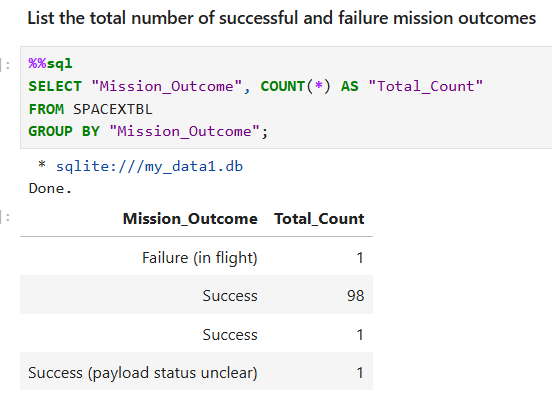 List the total number of successful and failure mission outcomes
]:
%%sql
SELECT "Mission_Outcome", COUNT(*) AS "Total_Count"
FROM SPACEXTBL
GROUP BY "Mission_Outcome";
* sqlite:///my_data1.db
Done.
]:
Mission_Outcome Total_Count
Failure (in flight) 1
Success 98
Success 1
Success (payload status unclear) 1